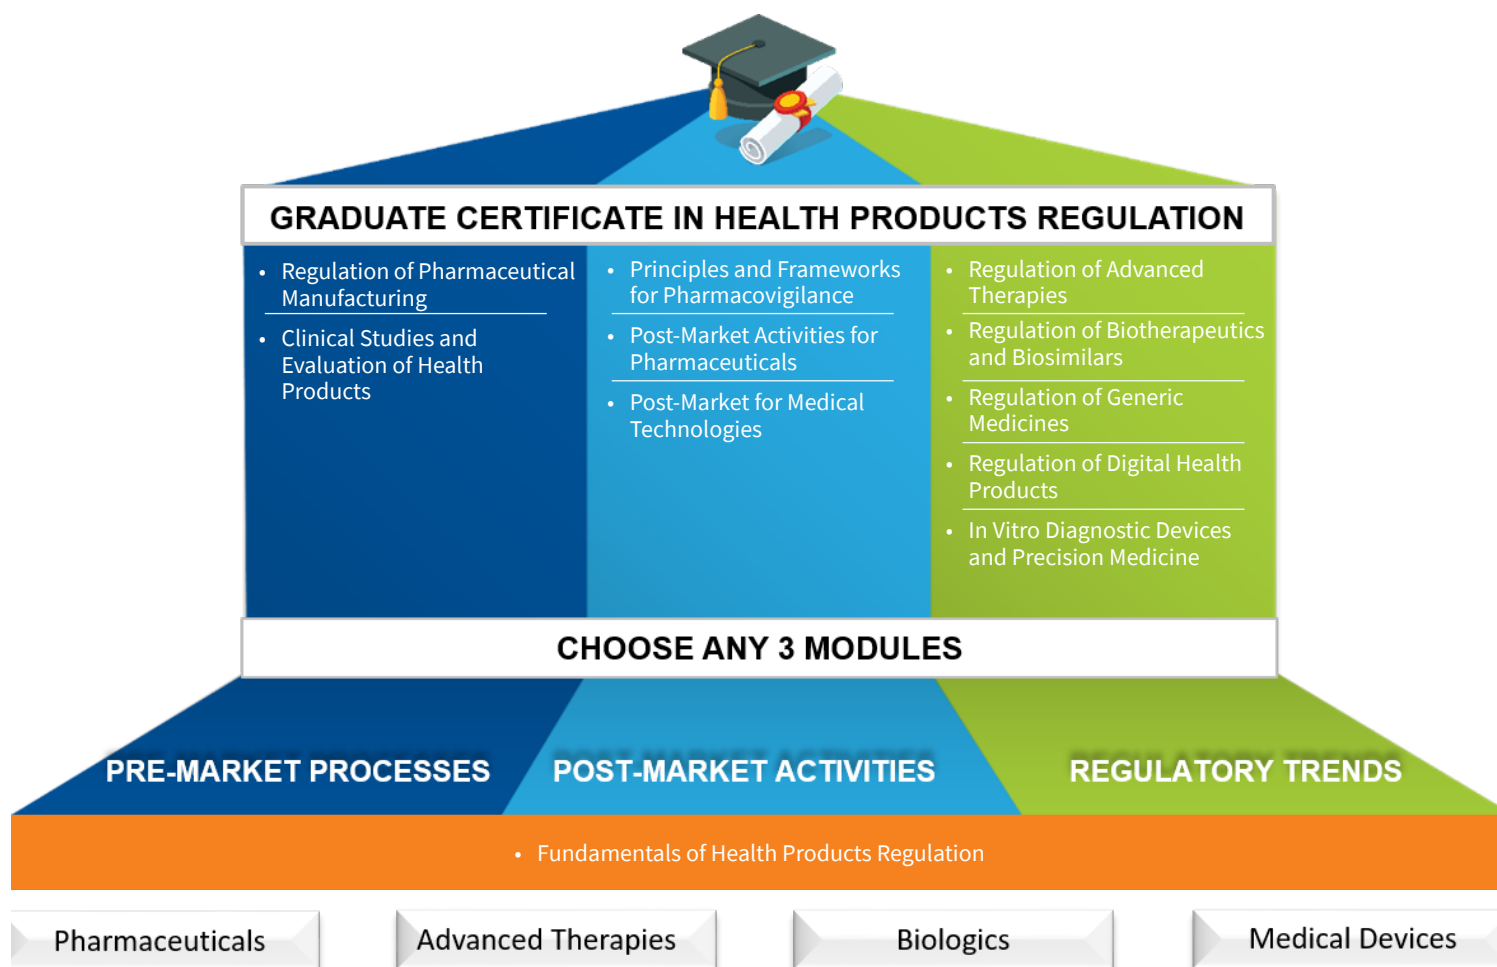 GRADUATE CERTIFICATE IN HEALTH PRODUCTS REGULATION
• Regulation of Pharmaceutical
Manufacturing
• Clinical Studies and
Evaluation of Health
Products
• Principles and Frameworks
for Pharmacovigilance
• Post-Market Activities for
Pharmaceuticals
• Post-Market for Medical
Technologies
• Regulation of Advanced
Therapies
• Regulation of Biotherapeutics
and Biosimilars
• Regulation of Generic
Medicines
• Regulation of Digital Health
Products
• In Vitro Diagnostic Devices
and Precision Medicine
CHOOSE ANY 3 MODULES
PRE-MARKET PROCESSES
POST-MARKET ACTIVITIES
REGULATORY TRENDS
• Fundamentals of Health Products Regulation
Pharmaceuticals
Advanced Therapies
Biologics
Medical Devices